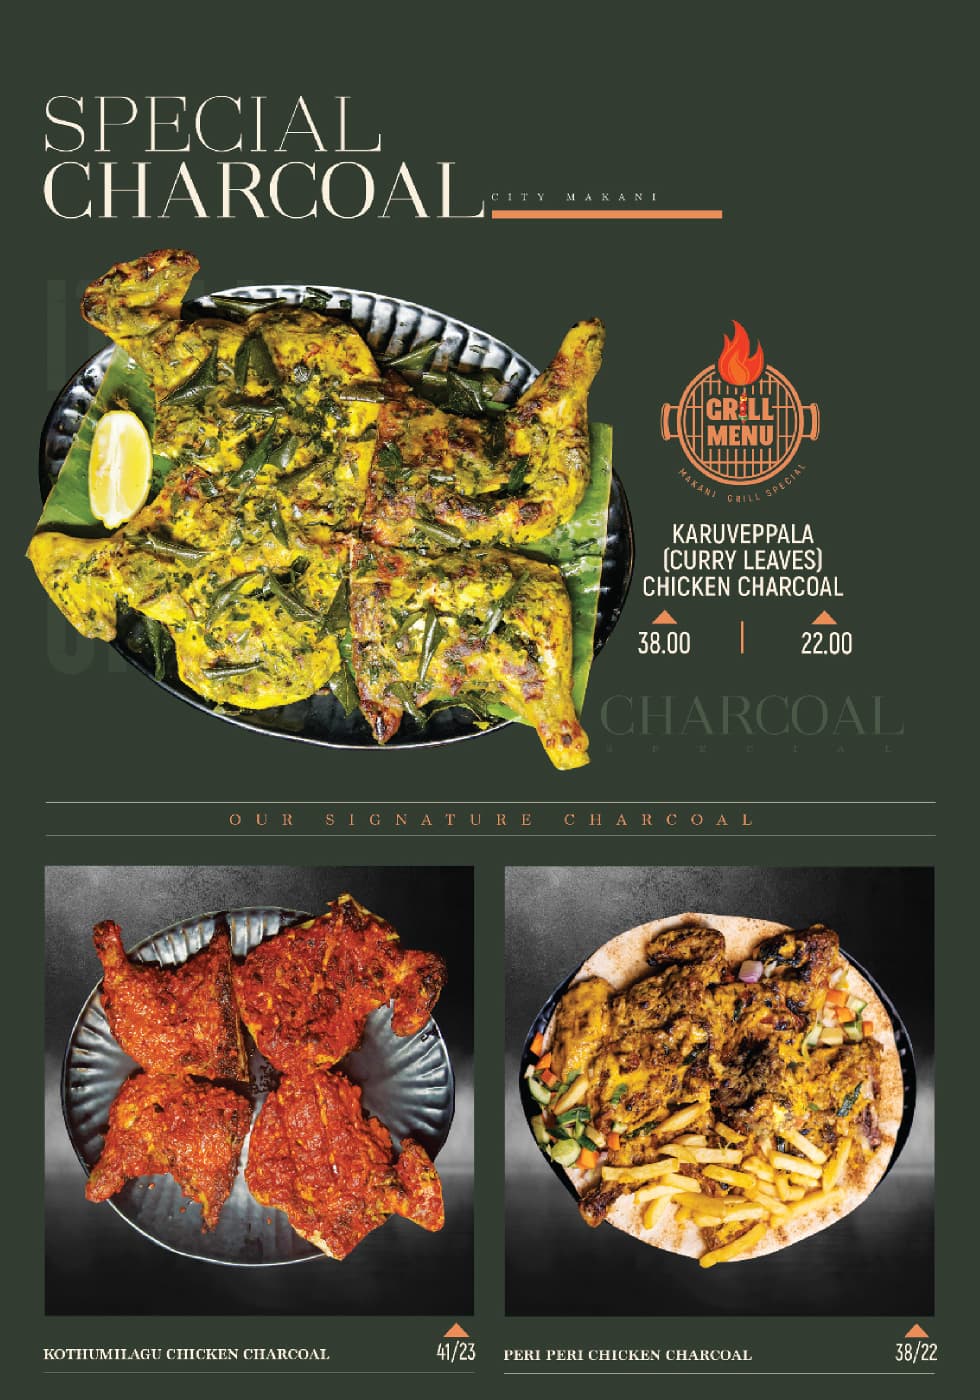 SPECIAL
CHARCOAL
CITY MAKANI
GRILL
MENU
MAKANI GRILL SPECIAL
KARUVEPPALA
(CURRY LEAVES)
CHICKEN CHARCOAL
38.00 | 22.00
CHARCOAL
SPECIAL
OUR SIGNATURE CHARCOAL
KOTHUMILAGU CHICKEN CHARCOAL 41/23
PERI PERI CHICKEN CHARCOAL 38/22